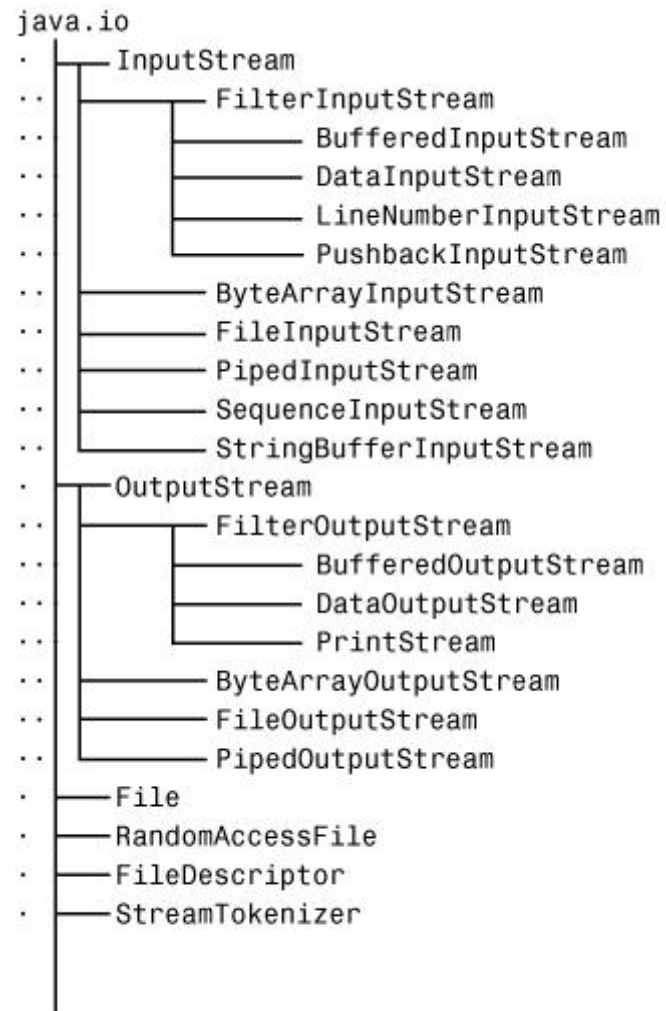 java.io
InputStream
FilterInputStream
BufferedInputStream
DataInputStream
LineNumberInputStream
PushbackInputStream
ByteArrayInputStream
FileInputStream
PipedInputStream
SequenceInputStream
StringBufferInputStream
OutputStream
FilterOutputStream
BufferedOutputStream
DataOutputStream
PrintStream
ByteArrayOutputStream
FileOutputStream
PipedOutputStream
File
RandomAccessFile
FileDescriptor
StreamTokenizer